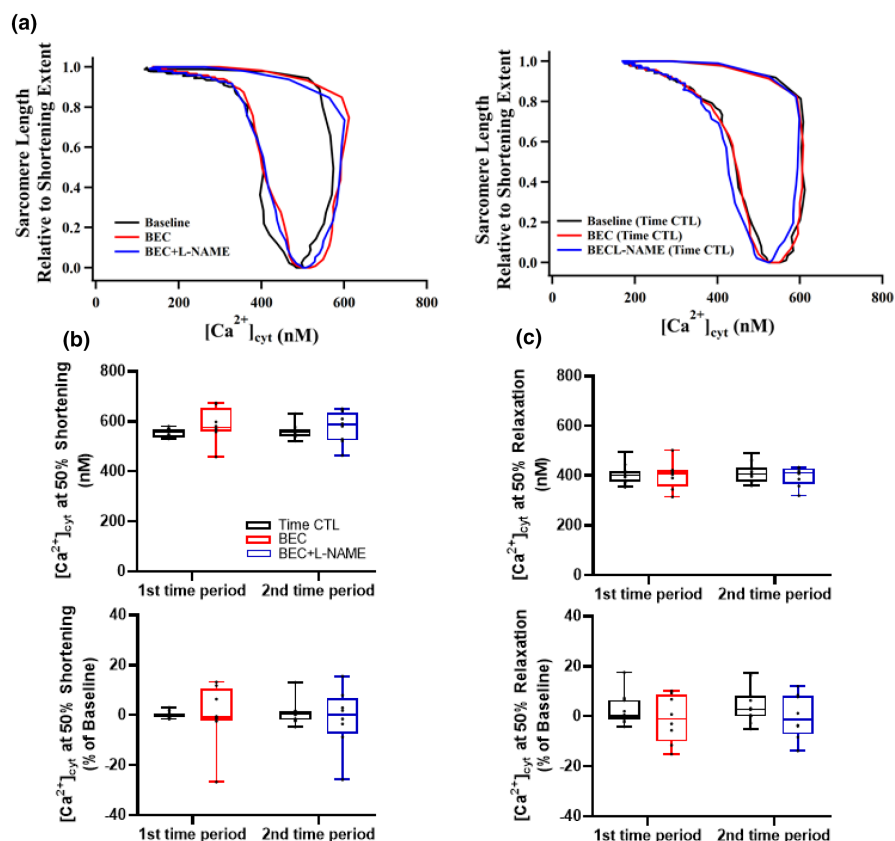 (a)
Sarcomere Length
Relative to Shortening Extent
1.0
0.8
0.6
0.4
0.2
0.0
Baseline
BEC
BEC+L-NAME
0
200
400
600
800
[Ca2+]cyt (nM)
Sarcomere Length
Relative to Shortening Extent
1.0
0.8
0.6
0.4
0.2
0.0
Baseline (Time CTL)
BEC (Time CTL)
BECL-NAME (Time CTL)
0
200
400
600
800
[Ca2+]cyt (nM)
(b)
[Ca2+]cyt at 50% Shortening
(nM)
800
600
400
200
0
Time CTL
BEC
BEC+L-NAME
1st time period
2nd time period
[Ca2+]cyt at 50% Shortening
(% of Baseline)
40
20
0
-20
-40
1st time period
2nd time period
(c)
[Ca2+]cyt at 50% Relaxation
(nM)
800
600
400
200
0
1st time period
2nd time period
[Ca2+]cyt at 50% Relaxation
(% of Baseline)
40
20
0
-20
-40
1st time period
2nd time period